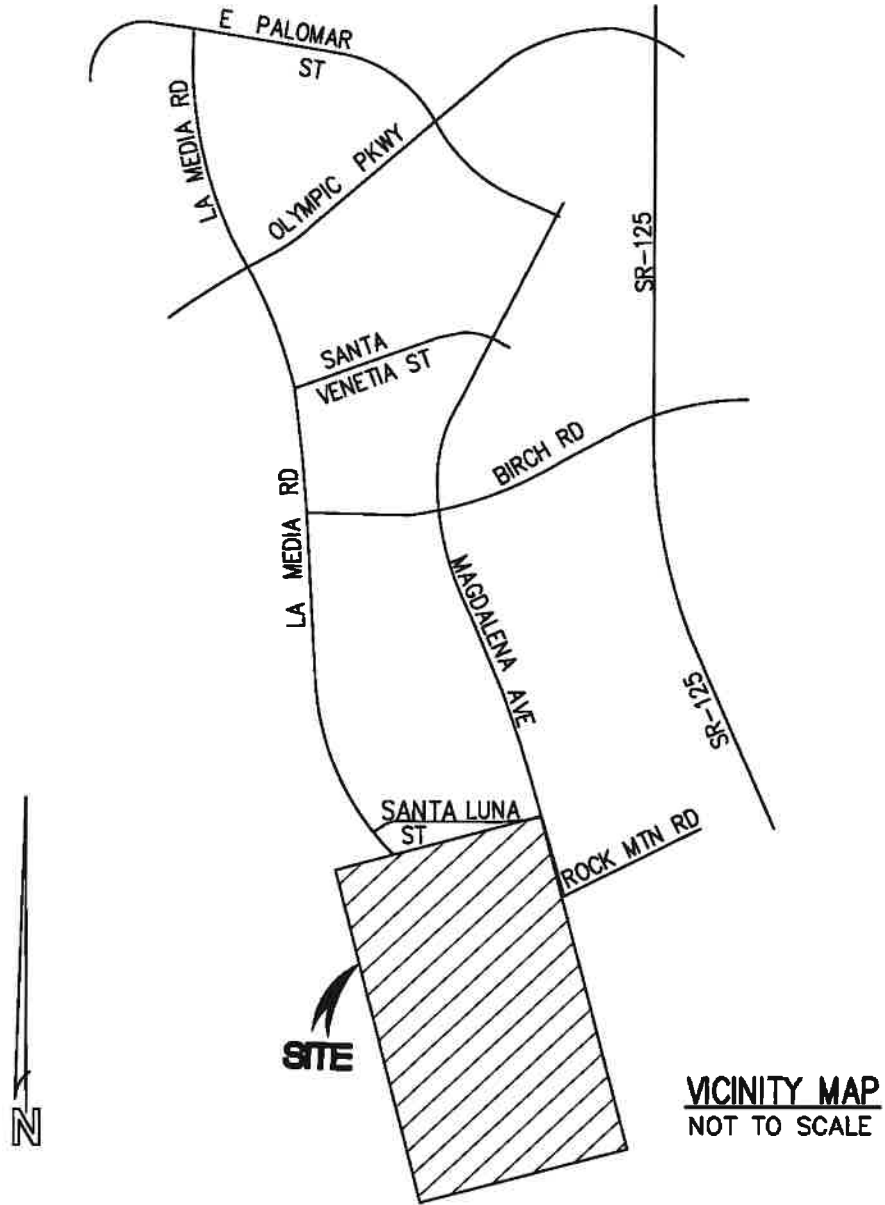 E PALOMAR
ST
LA MEDIA RD
OLYMPIC PKWY
SR-125
SANTA
VENETIA ST
BIRCH RD
LA MEDIA RD
MAGDALENA AVE
SR-125
SANTA LUNA
ST
ROCK MTN RD
SITE
N
VICINITY MAP
NOT TO SCALE